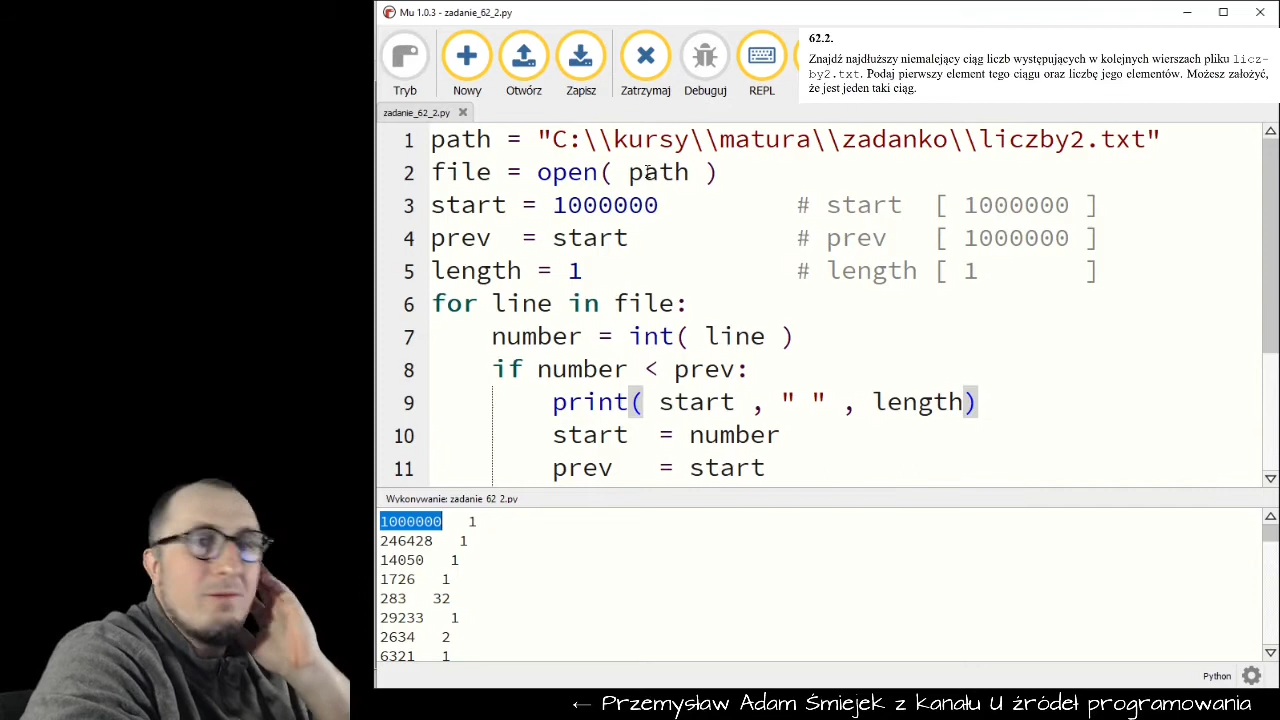 Mu 1.0.3 - zadanie_62_2.py
Tryb Nowy Otwórz Zapisz Zatrzymaj Debuguj REPL
62.2.
Znajdź najdłuższy niemalejący ciąg liczb występujących w kolejnych wierszach pliku licz-
by2.txt. Podaj pierwszy element tego ciągu oraz liczbę jego elementów. Możesz założyć,
że jest jeden taki ciąg.
zadanie_62_2.py
1 path = "C:\\kursy\\matura\\zadanko\\liczby2.txt"
2 file = open( path )
3 start = 1000000 # start [ 1000000 ]
4 prev = start # prev [ 1000000 ]
5 length = 1 # length [ 1 ]
6 for line in file:
7 number = int( line )
8 if number < prev:
9 print( start , " " , length)
10 start = number
11 prev = start
Wykonywanie: zadanie_62_2.py
1000000 1
246428 1
14050 1
1726 1
283 32
29233 1
2634 2
6321 1
Python
← Przemysław Adam Śmiejek z kanału U źródeł programowania